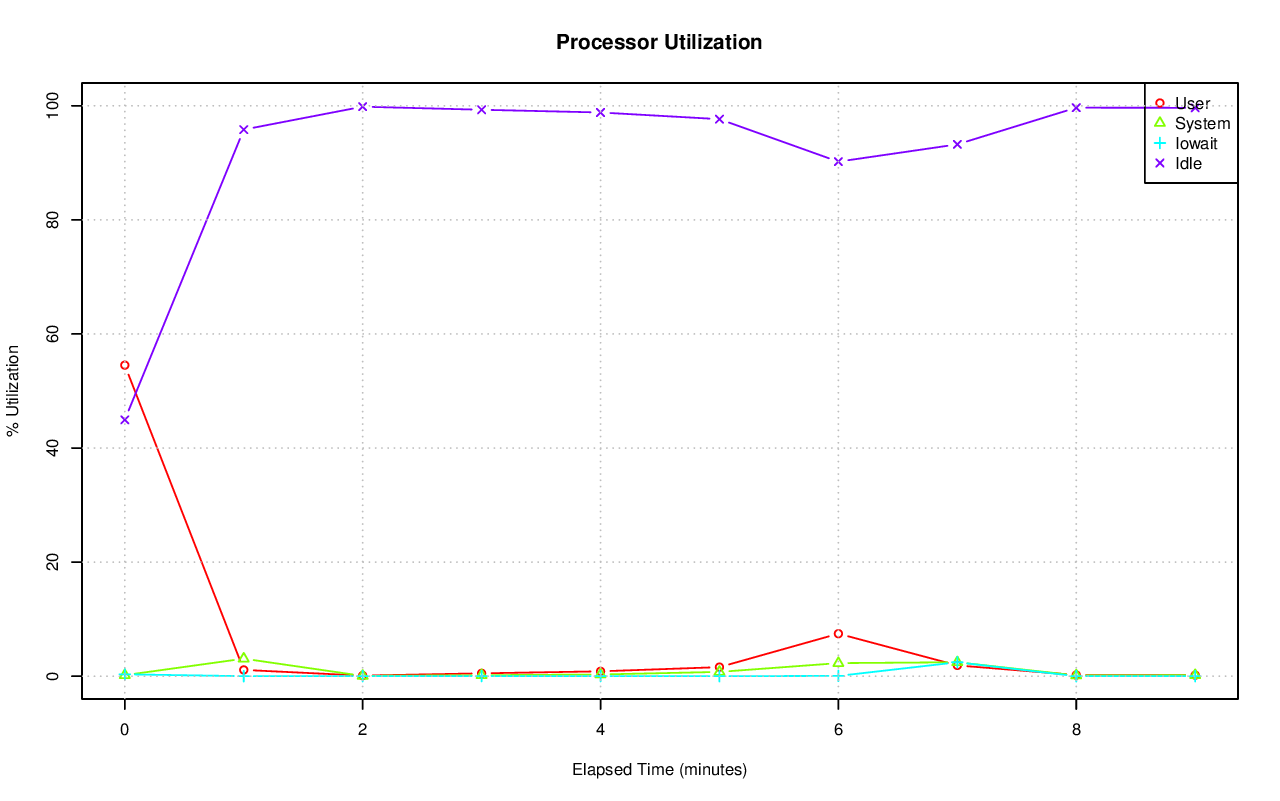 Processor Utilization
% Utilization
100
80
60
40
20
0
User
System
Iowait
Idle
0 2 4 6 8
Elapsed Time (minutes)